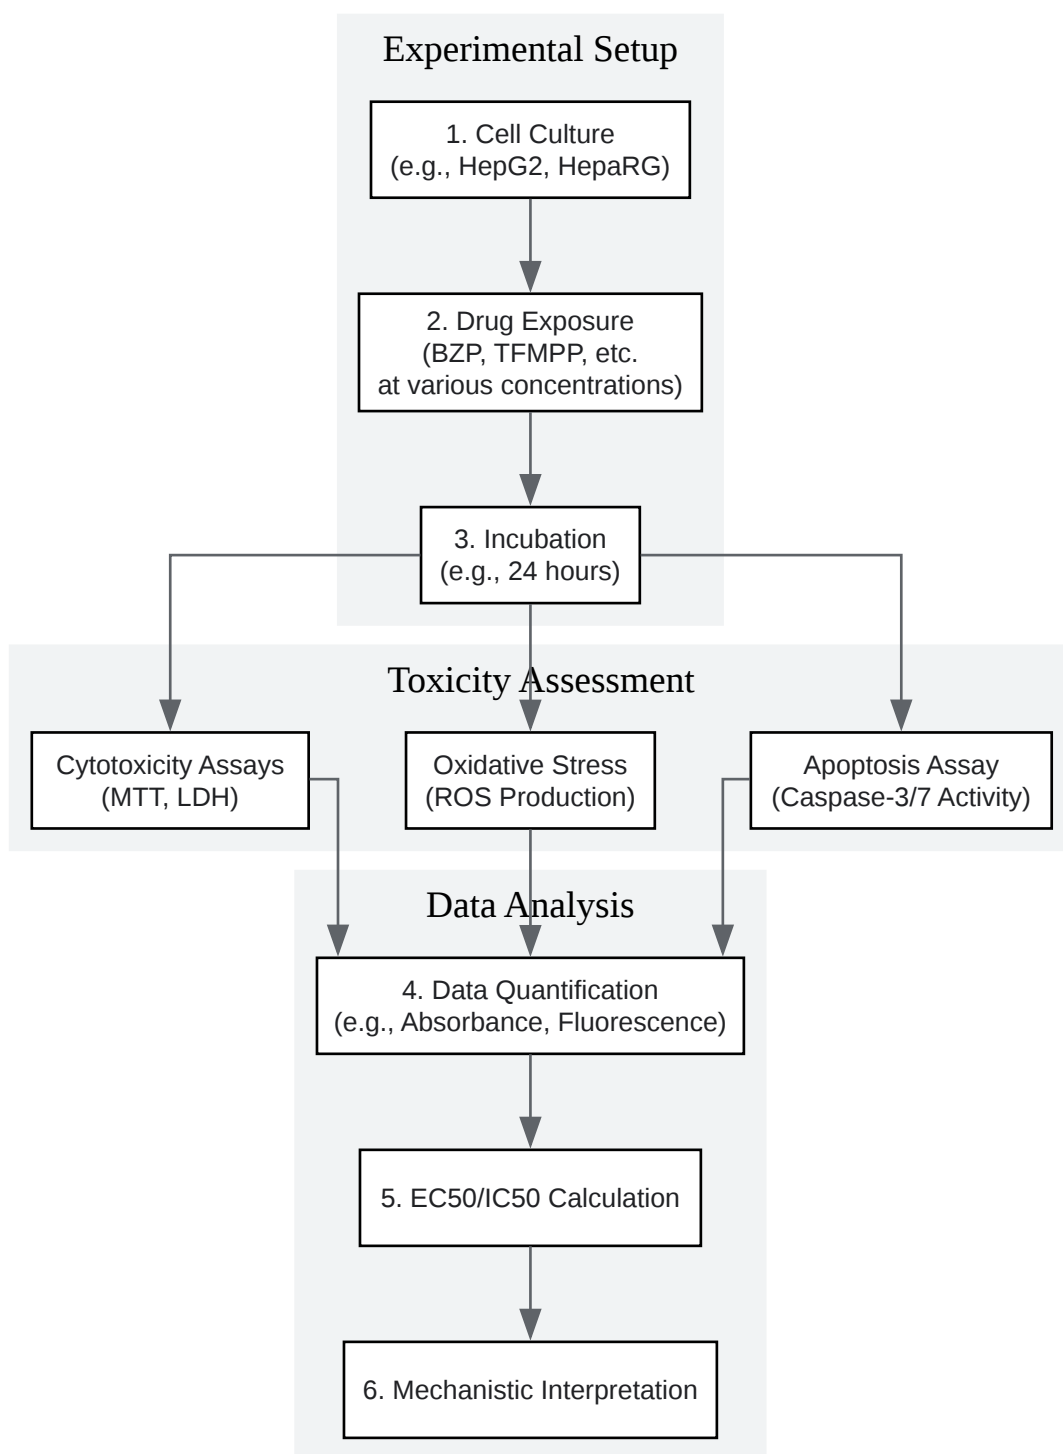 Experimental Setup
1. Cell Culture
(e.g., HepG2, HepaRG)
2. Drug Exposure
(BZP, TFMPP, etc.
at various concentrations)
3. Incubation
(e.g., 24 hours)
Toxicity Assessment
Cytotoxicity Assays
(MTT, LDH)
Oxidative Stress
(ROS Production)
Apoptosis Assay
(Caspase-3/7 Activity)
Data Analysis
4. Data Quantification
(e.g., Absorbance, Fluorescence)
5. EC50/IC50 Calculation
6. Mechanistic Interpretation